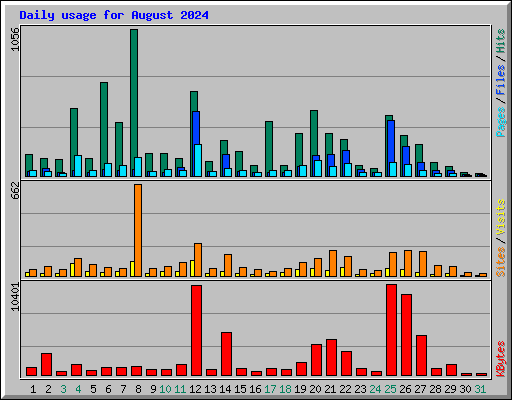 Daily usage for August 2024
1056
Pages / Files / Hits
662
Sites / Visits
10401
KBytes
1 2 3 4 5 6 7 8 9 10 11 12 13 14 15 16 17 18 19 20 21 22 23 24 25 26 27 28 29 30 31